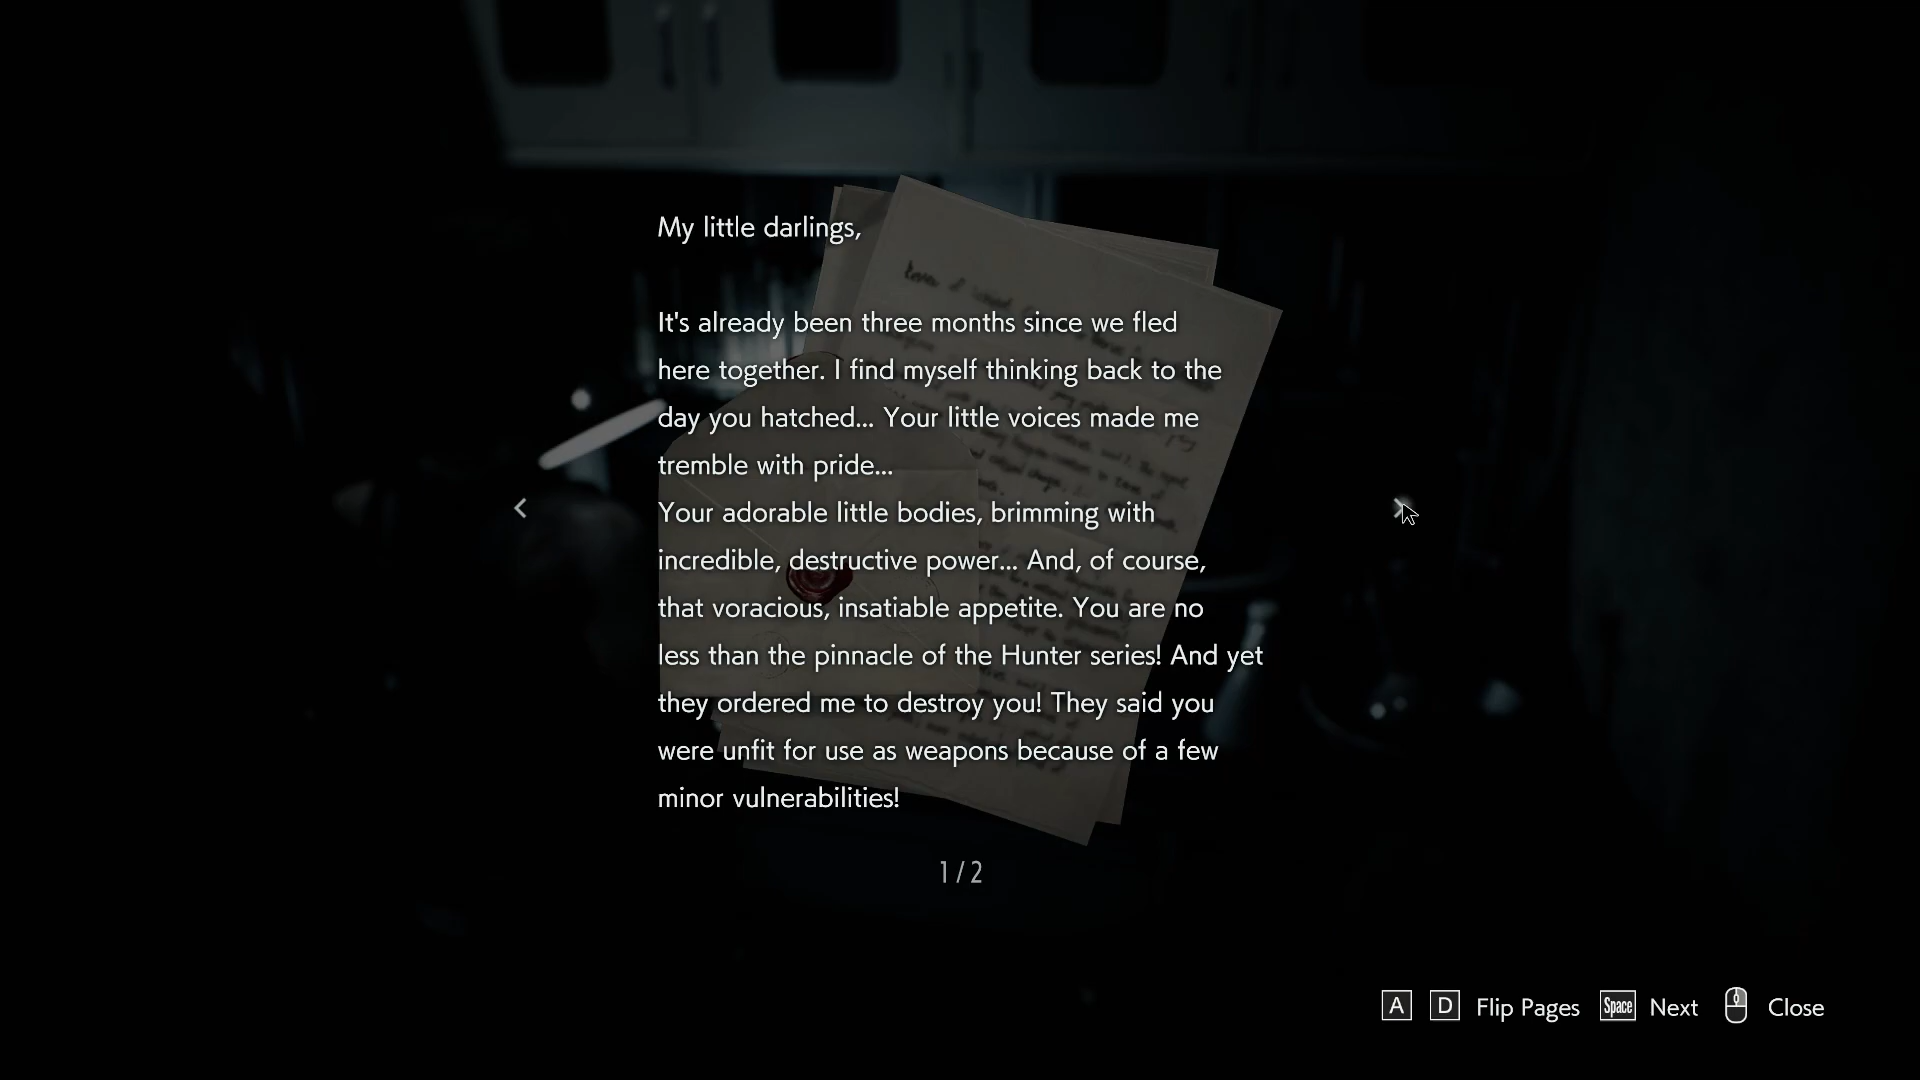 My little darlings,
It's already been three months since we fled
here together. I find myself thinking back to the
day you hatched... Your little voices made me
tremble with pride...
Your adorable little bodies, brimming with
incredible, destructive power... And, of course,
that voracious, insatiable appetite. You are no
less than the pinnacle of the Hunter series! And yet
they ordered me to destroy you! They said you
were unfit for use as weapons because of a few
minor vulnerabilities!
1 / 2
A D Flip Pages Space Next Close